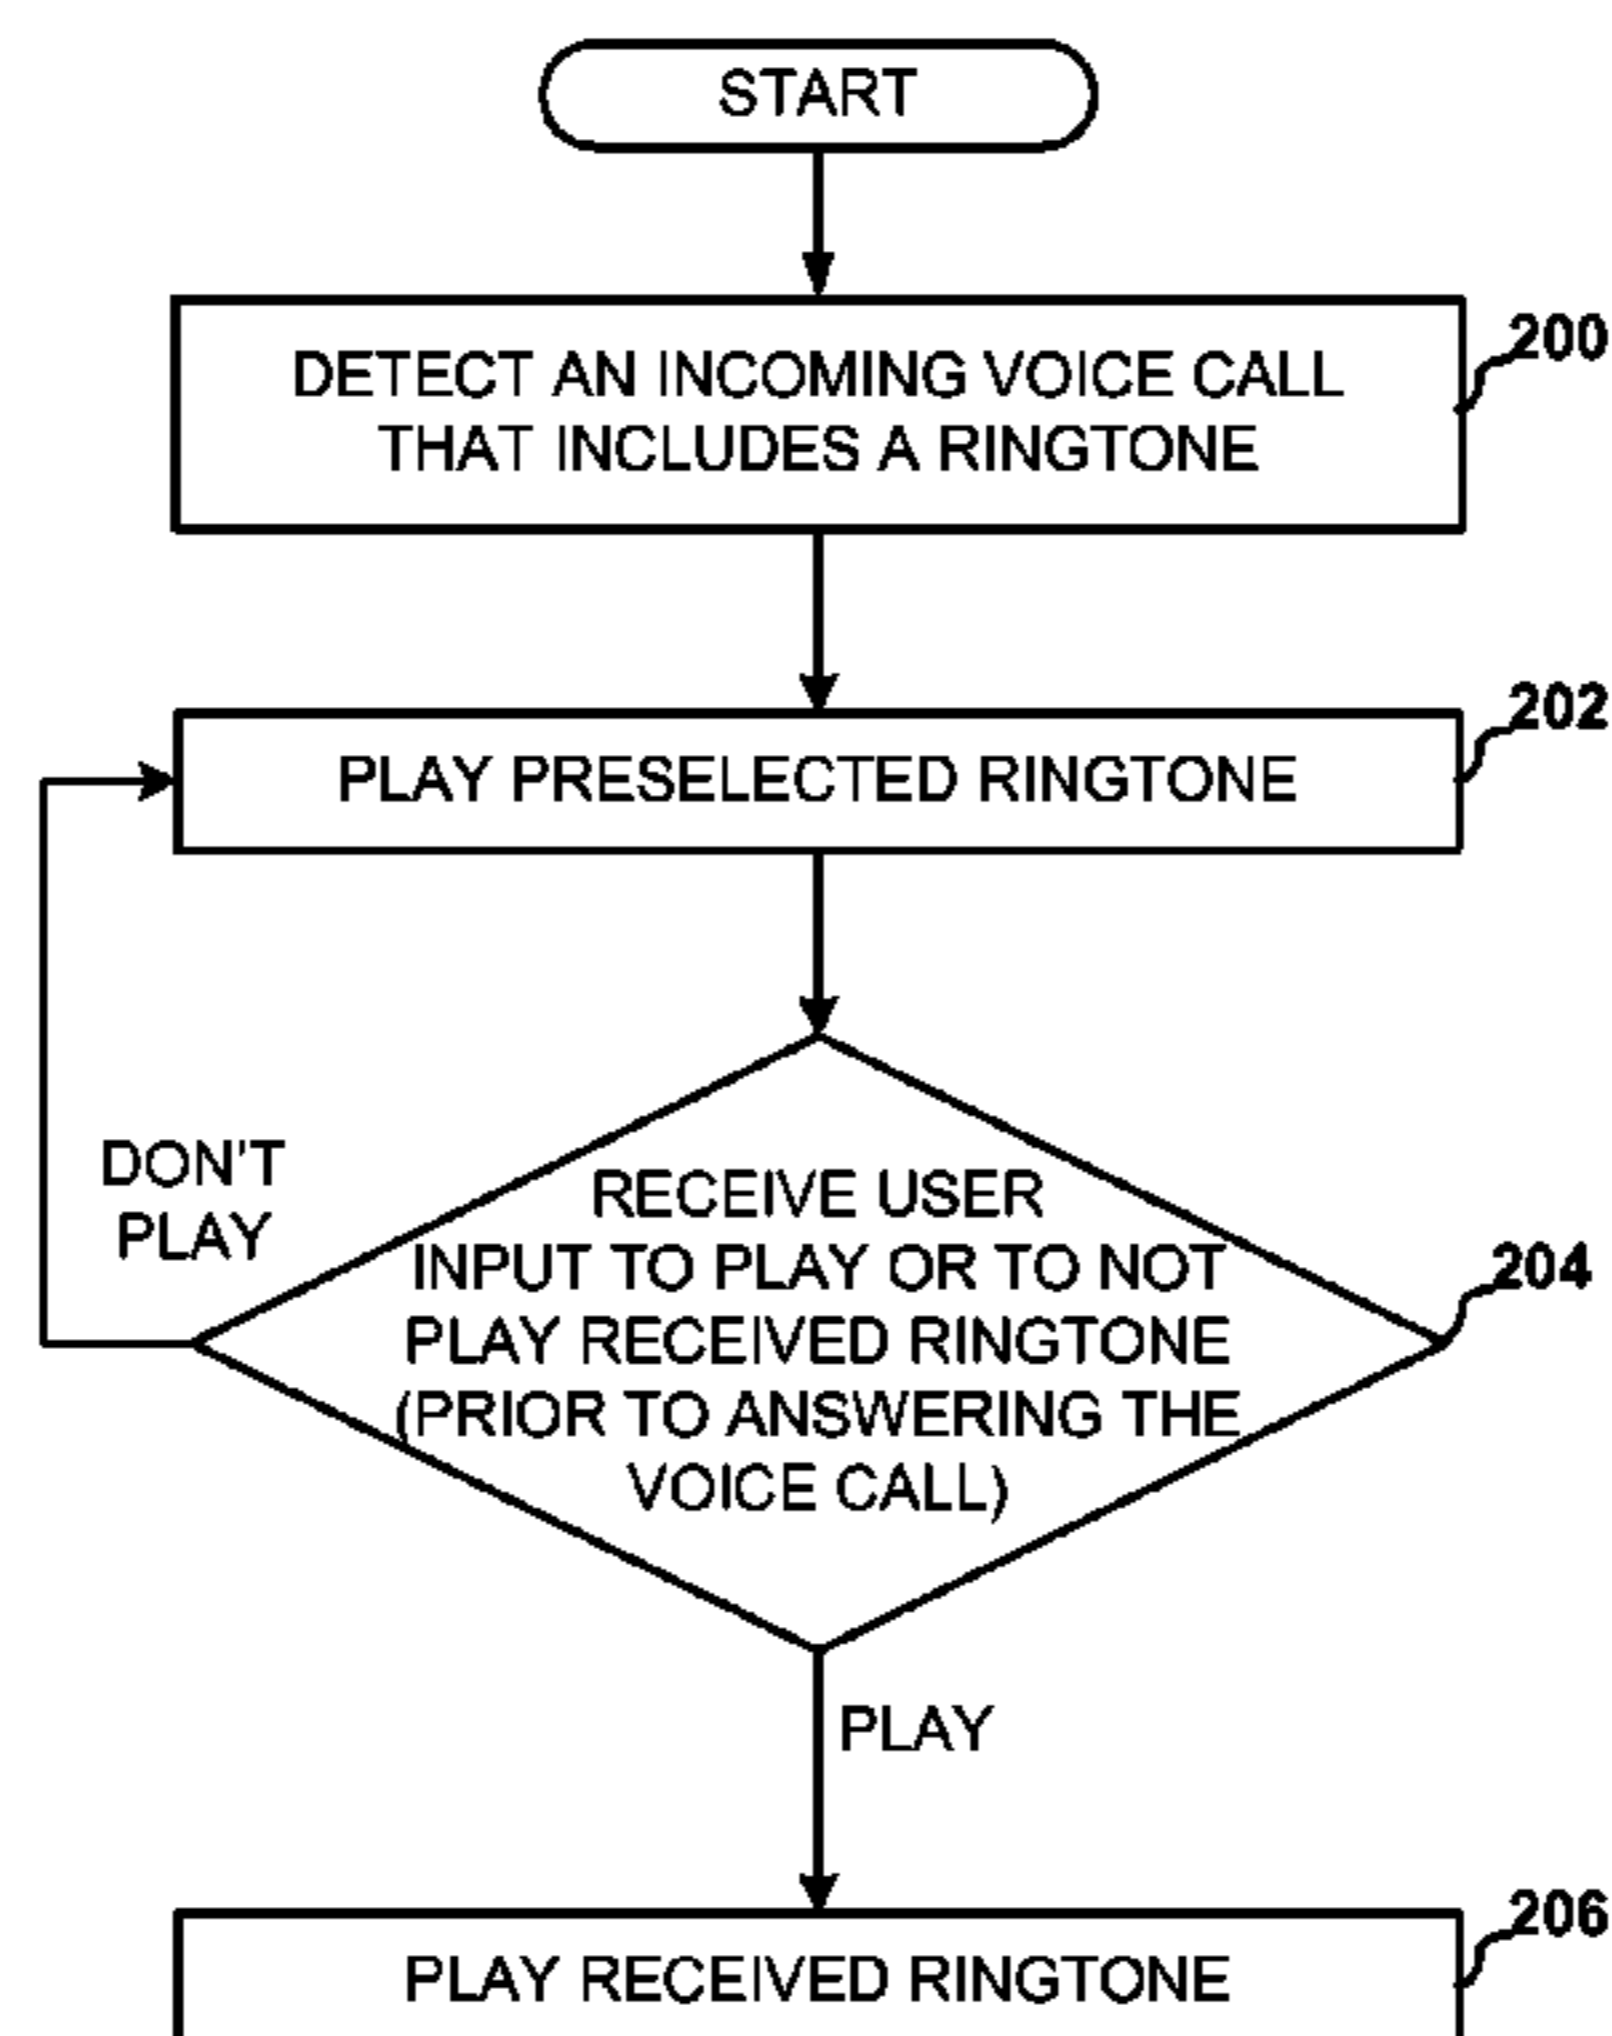 START
200
DETECT AN INCOMING VOICE CALL
THAT INCLUDES A RINGTONE
202
PLAY PRESELECTED RINGTONE
DON'T
PLAY
RECEIVE USER
INPUT TO PLAY OR TO NOT
PLAY RECEIVED RINGTONE
(PRIOR TO ANSWERING THE
VOICE CALL)
204
PLAY
206
PLAY RECEIVED RINGTONE